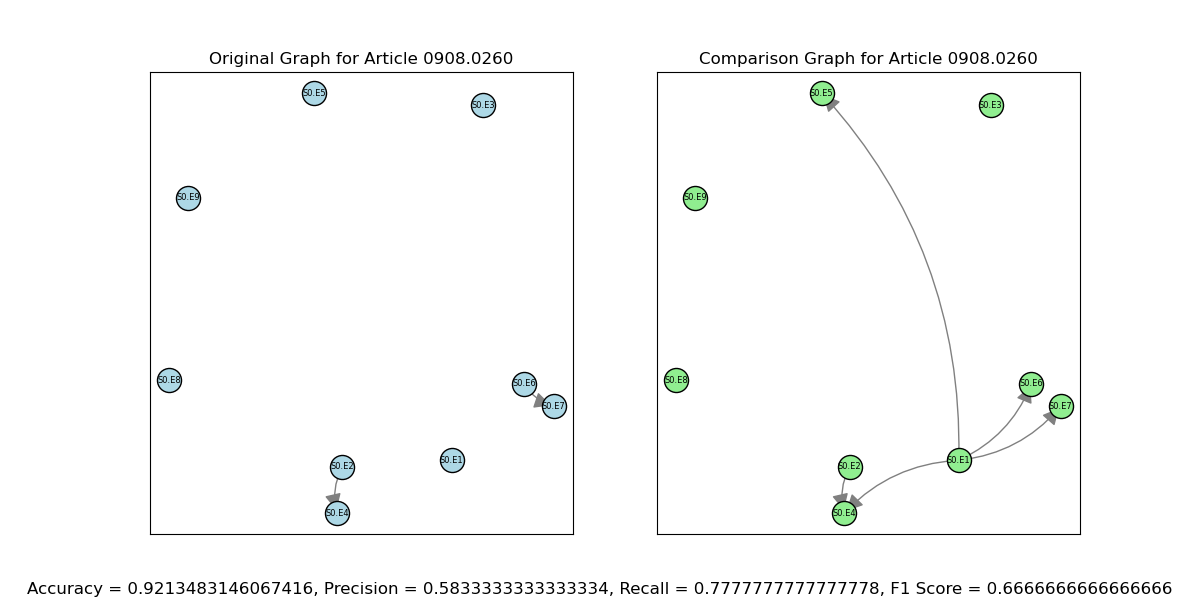 Original Graph for Article 0908.0260
S0.E5
S0.E3
S0.E9
S0.E8
S0.E6
S0.E7
S0.E1
S0.E2
S0.E4
Comparison Graph for Article 0908.0260
S0.E5
S0.E3
S0.E9
S0.E8
S0.E6
S0.E7
S0.E1
S0.E2
S0.E4
Accuracy = 0.9213483146067416, Precision = 0.5833333333333334, Recall = 0.7777777777777778, F1 Score = 0.6666666666666666